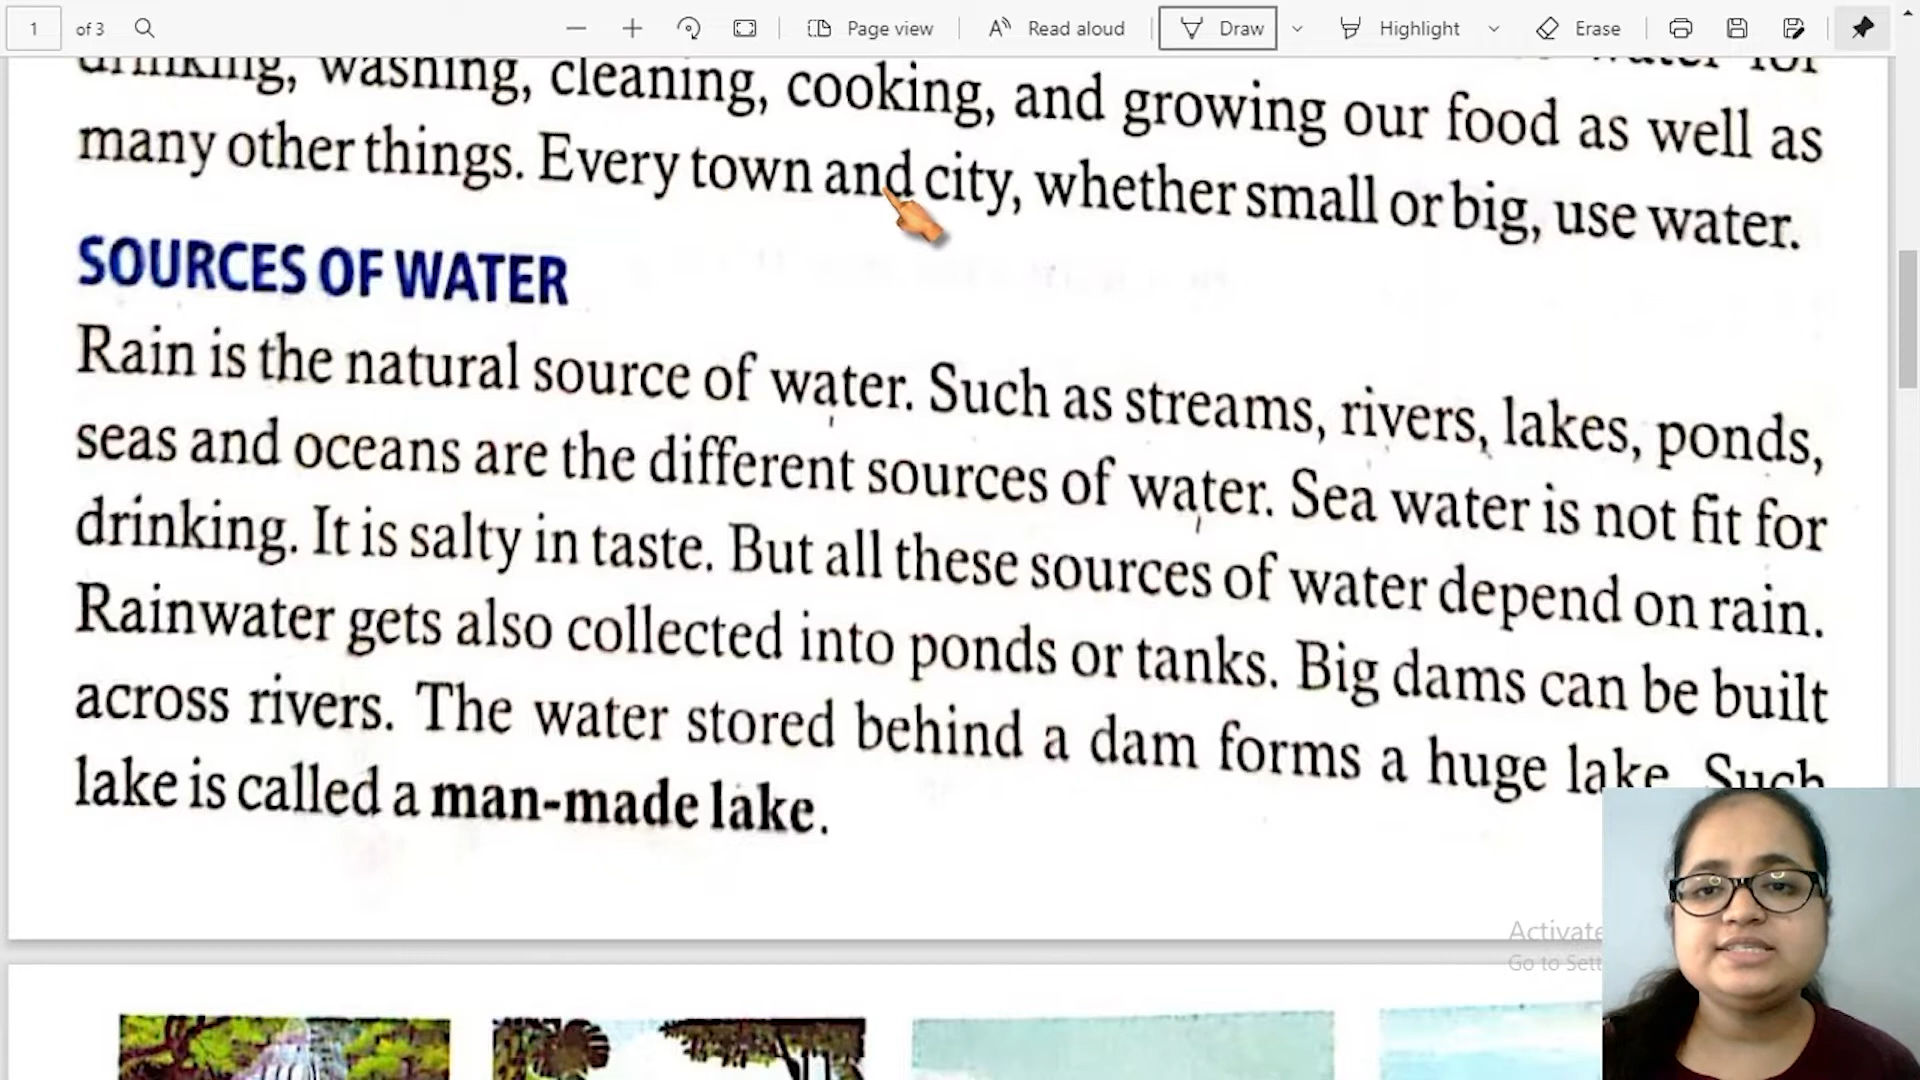 1 of 3 Page view Read aloud Draw Highlight Erase
drinking, washing, cleaning, cooking, and growing our food as well as
many other things. Every town and city, whether small or big, use water.
SOURCES OF WATER
Rain is the natural source of water. Such as streams, rivers, lakes, ponds,
seas and oceans are the different sources of water. Sea water is not fit for
drinking. It is salty in taste. But all these sources of water depend on rain.
Rainwater gets also collected into ponds or tanks. Big dams can be built
across rivers. The water stored behind a dam forms a huge lake. Such
lake is called a man-made lake.
Activate
Go to Sett